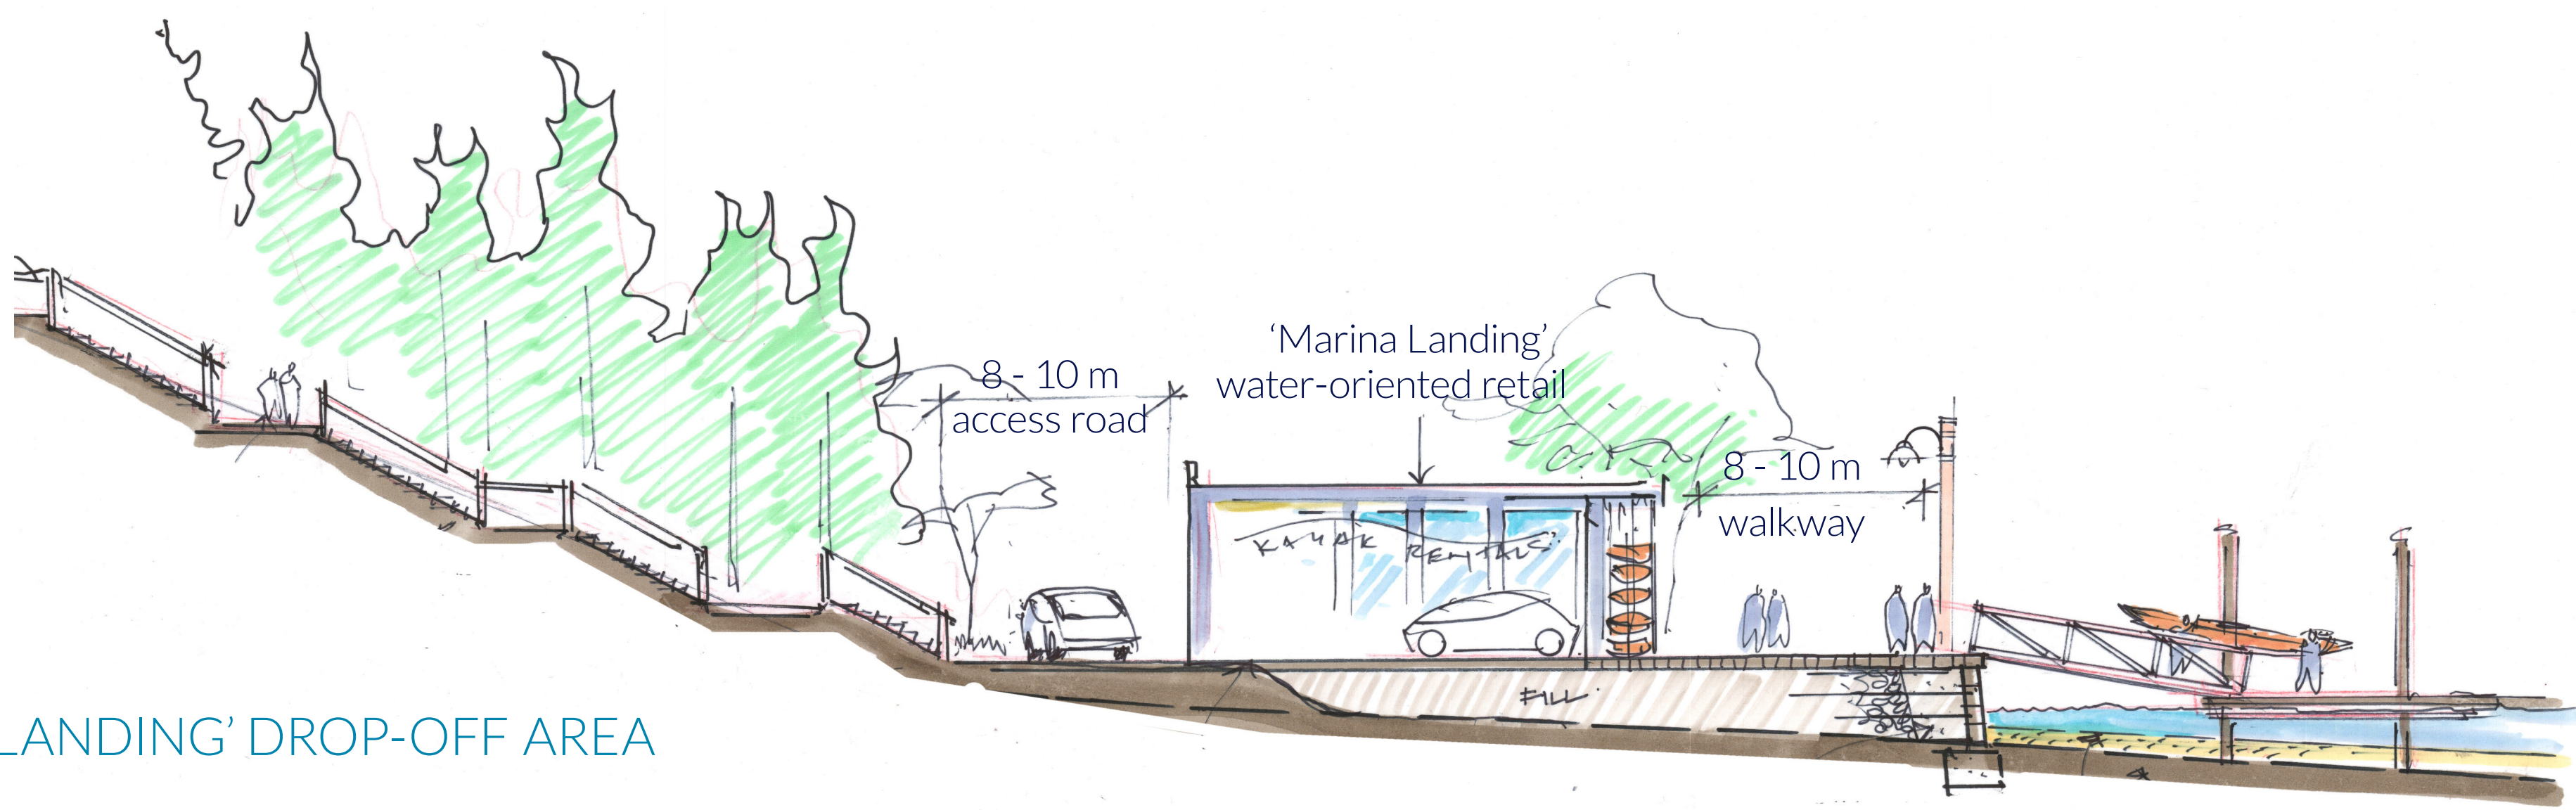 8 - 10 m
access road
‘Marina Landing’
water-oriented retail
8 - 10 m
walkway
KAYAK RENTALS
FILL
LANDING’ DROP-OFF AREA